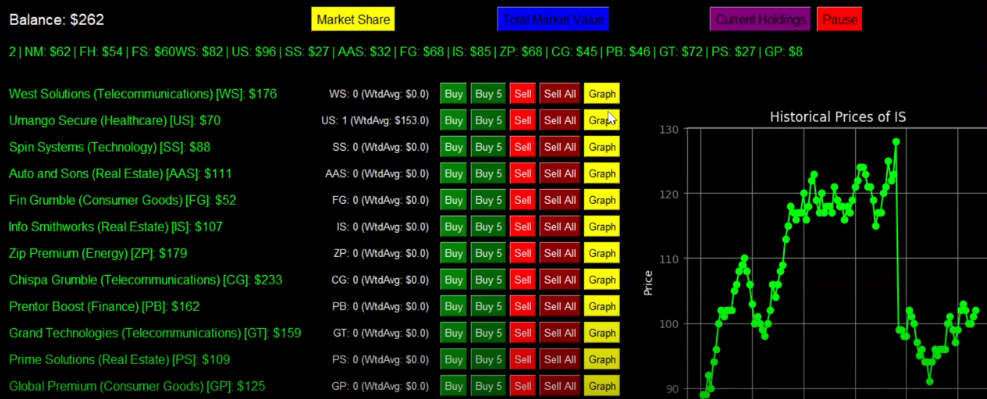 Balance: $262 Market Share Total Market Value Current Holdings Pause
2 | NM: $62 | FH: $54 | FS: $60WS: $82 | US: $96 | SS: $27 | AAS: $32 | FG: $68 | IS: $85 | ZP: $68 | CG: $45 | PB: $46 | GT: $72 | PS: $27 | GP: $8
West Solutions (Telecommunications) [WS]: $176 WS: 0 (WtdAvg: $0.0) Buy Buy 5 Sell Sell All Graph
Umango Secure (Healthcare) [US]: $70 US: 1 (WtdAvg: $153.0) Buy Buy 5 Sell Sell All Graph
Spin Systems (Technology) [SS]: $88 SS: 0 (WtdAvg: $0.0) Buy Buy 5 Sell Sell All Graph
Auto and Sons (Real Estate) [AAS]: $111 AAS: 0 (WtdAvg: $0.0) Buy Buy 5 Sell Sell All Graph
Fin Grumble (Consumer Goods) [FG]: $52 FG: 0 (WtdAvg: $0.0) Buy Buy 5 Sell Sell All Graph
Info Smithworks (Real Estate) [IS]: $107 IS: 0 (WtdAvg: $0.0) Buy Buy 5 Sell Sell All Graph
Zip Premium (Energy) [ZP]: $179 ZP: 0 (WtdAvg: $0.0) Buy Buy 5 Sell Sell All Graph
Chispa Grumble (Telecommunications) [CG]: $233 CG: 0 (WtdAvg: $0.0) Buy Buy 5 Sell Sell All Graph
Prentor Boost (Finance) [PB]: $162 PB: 0 (WtdAvg: $0.0) Buy Buy 5 Sell Sell All Graph
Grand Technologies (Telecommunications) [GT]: $159 GT: 0 (WtdAvg: $0.0) Buy Buy 5 Sell Sell All Graph
Prime Solutions (Real Estate) [PS]: $109 PS: 0 (WtdAvg: $0.0) Buy Buy 5 Sell Sell All Graph
Global Premium (Consumer Goods) [GP]: $125 GP: 0 (WtdAvg: $0.0) Buy Buy 5 Sell Sell All Graph
Historical Prices of IS
130
120
110
Price
100
90